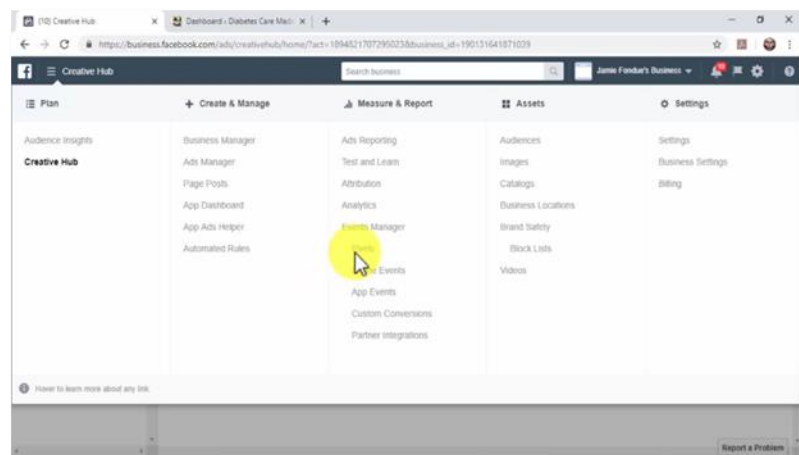 (10) Creative Hub
Dashboard ‹ Diabetes Care Made
https://business.facebook.com/ads/creativehub/home/?act=1894821707295023&business_id=190131641871039
Creative Hub
Search business
Jamie Fondue's Business
Plan
Create & Manage
Measure & Report
Assets
Settings
Audience Insights
Creative Hub
Business Manager
Ads Manager
Page Posts
App Dashboard
App Ads Helper
Automated Rules
Ads Reporting
Test and Learn
Attribution
Analytics
Events Manager
Events
App Events
Custom Conversions
Partner Integrations
Audiences
Images
Catalogs
Business Locations
Brand Safety
Block Lists
Videos
Settings
Business Settings
Billing
Hover to learn more about any link.
Report a Problem